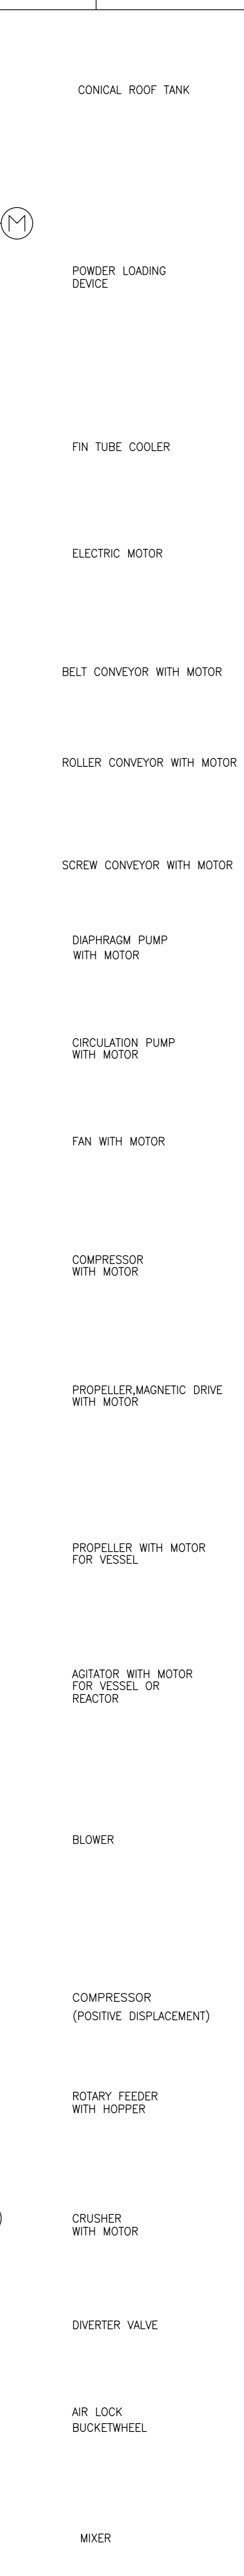 CONICAL ROOF TANK
M
POWDER LOADING
DEVICE
FIN TUBE COOLER
ELECTRIC MOTOR
BELT CONVEYOR WITH MOTOR
ROLLER CONVEYOR WITH MOTOR
SCREW CONVEYOR WITH MOTOR
DIAPHRAGM PUMP
WITH MOTOR
CIRCULATION PUMP
WITH MOTOR
FAN WITH MOTOR
COMPRESSOR
WITH MOTOR
PROPELLER,MAGNETIC DRIVE
WITH MOTOR
PROPELLER WITH MOTOR
FOR VESSEL
AGITATOR WITH MOTOR
FOR VESSEL OR
REACTOR
BLOWER
COMPRESSOR
(POSITIVE DISPLACEMENT)
ROTARY FEEDER
WITH HOPPER
CRUSHER
WITH MOTOR
DIVERTER VALVE
AIR LOCK
BUCKETWHEEL
MIXER